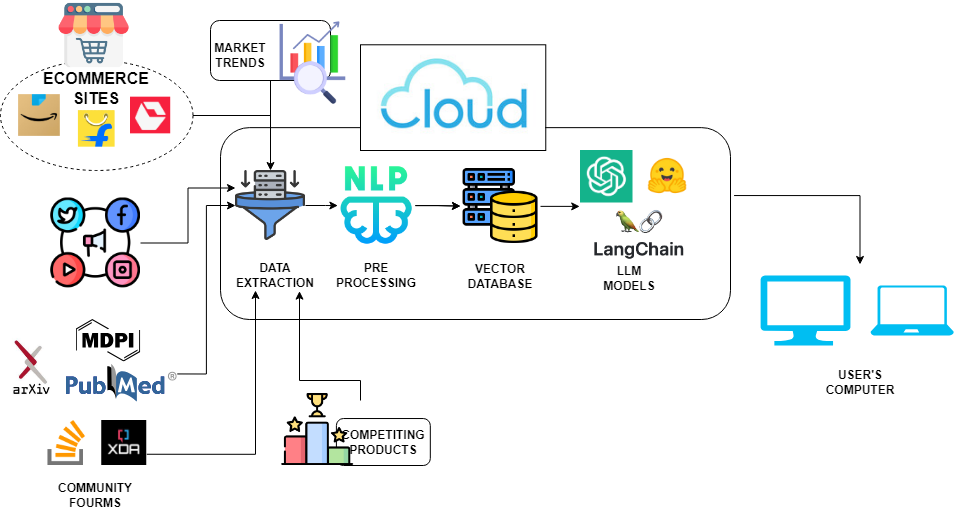 MARKET
TRENDS
ECOMMERCE
SITES
cloud
NLP
LangChain
DATA
EXTRACTION
PRE
PROCESSING
VECTOR
DATABASE
LLM
MODELS
MDPI
arXiv
PubMed®
USER'S
COMPUTER
XDA
COMPETITING
PRODUCTS
COMMUNITY
FOURMS